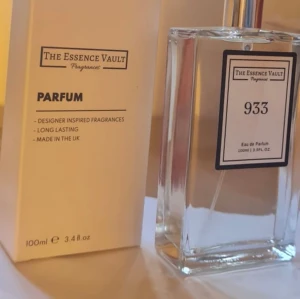 THE ESSENCE VAULT
Fragrances
PARFUM
- DESIGNER INSPIRED FRAGRANCES
- LONG LASTING
- MADE IN THE UK
100ml ℮ 3.4 fl.oz
THE ESSENCE VAULT
Fragrances
933
Eau de Parfum